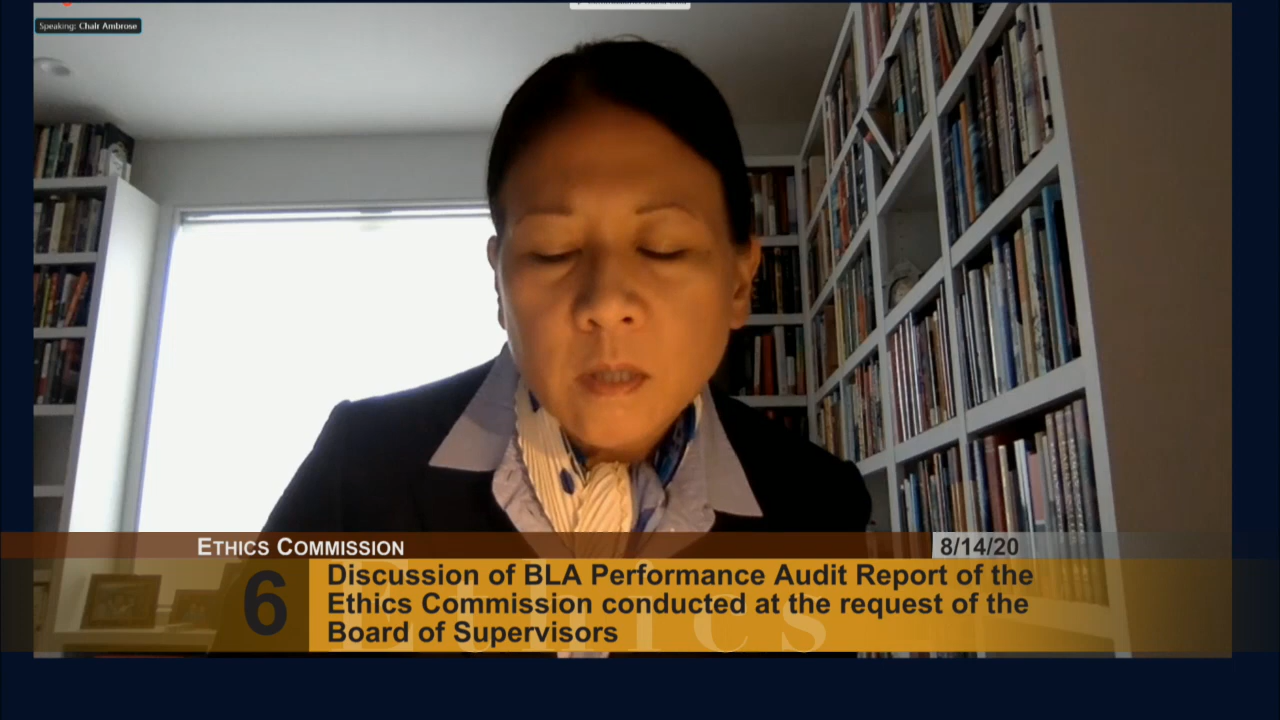 Speaking: Chair Ambrose
ETHICS COMMISSION
8/14/20
6
Discussion of BLA Performance Audit Report of the
Ethics Commission conducted at the request of the
Board of Supervisors
Ethics